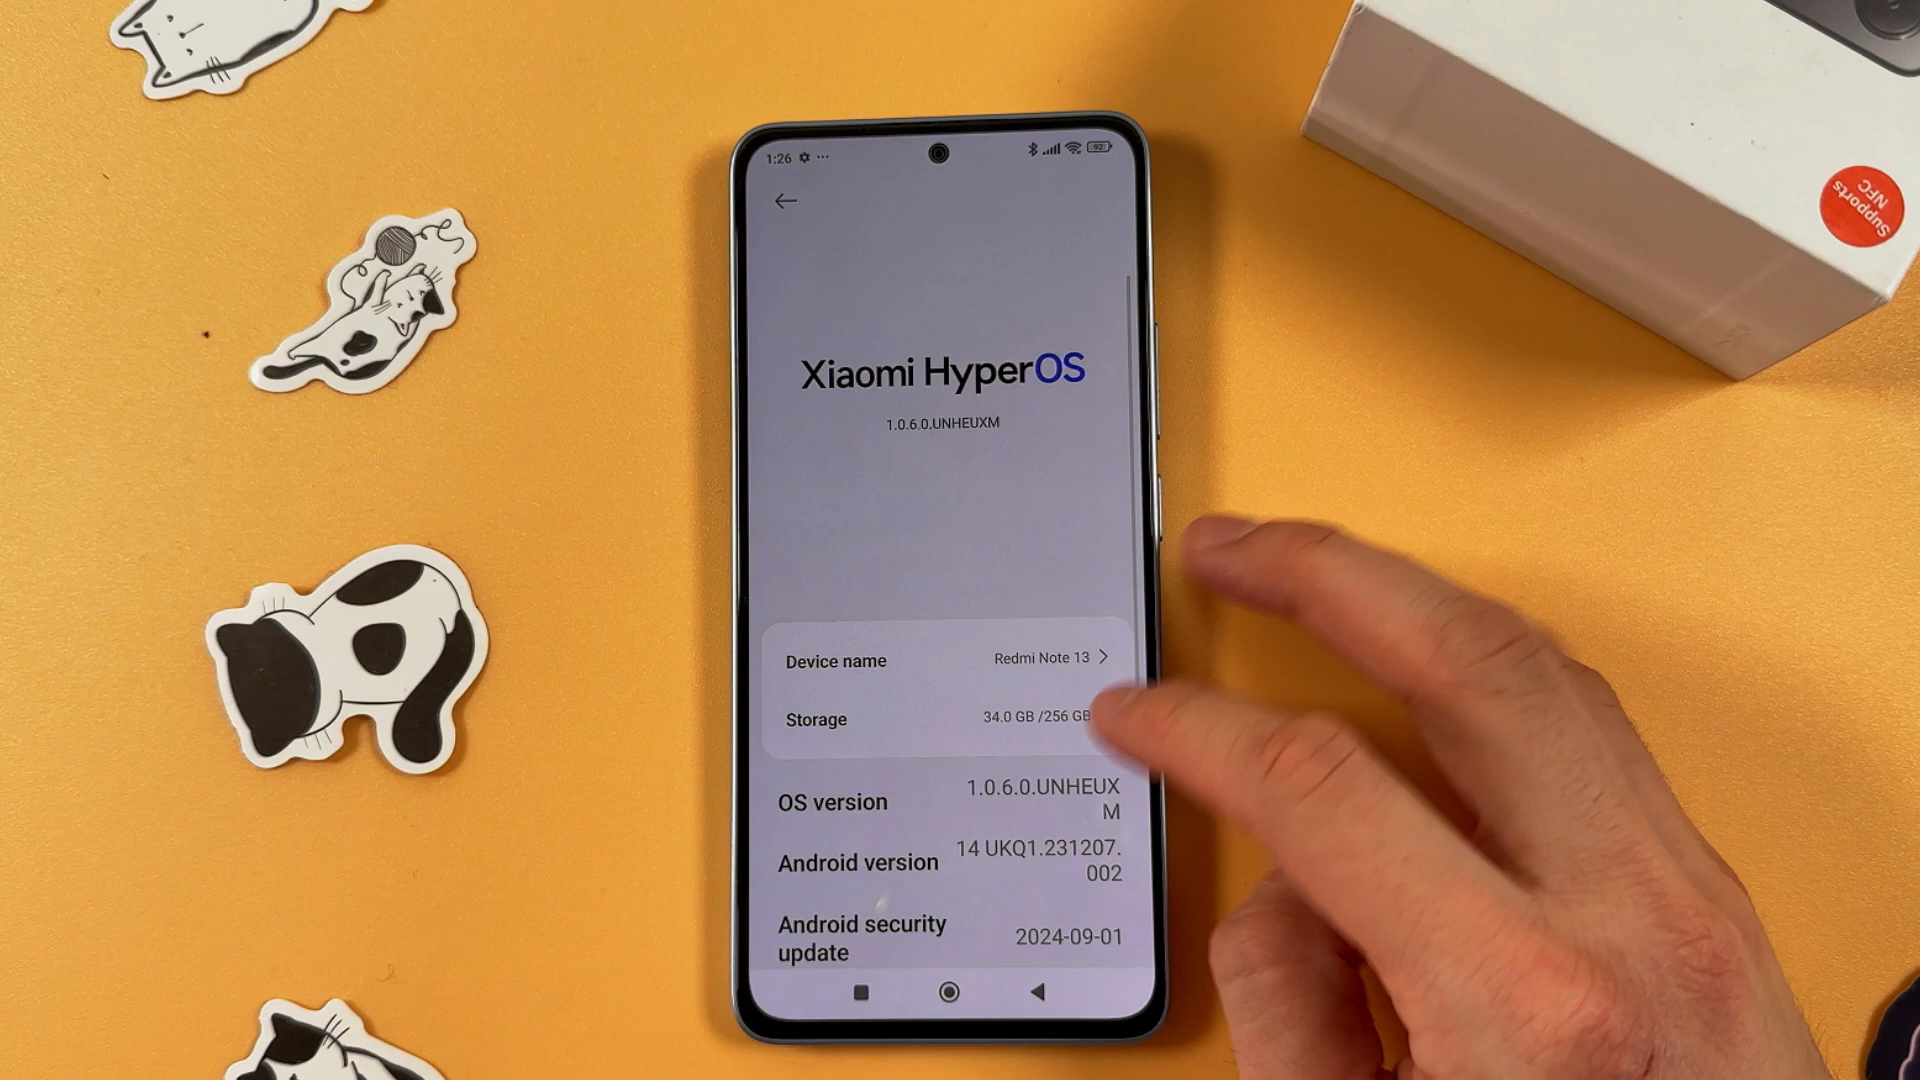 1:26
92
Xiaomi HyperOS
1.0.6.0.UNHEUXM
Device name Redmi Note 13
Storage 34.0 GB /256 GB
OS version 1.0.6.0.UNHEUX
M
Android version 14 UKQ1.231207.
002
Android security
update 2024-09-01
Supports
NFC